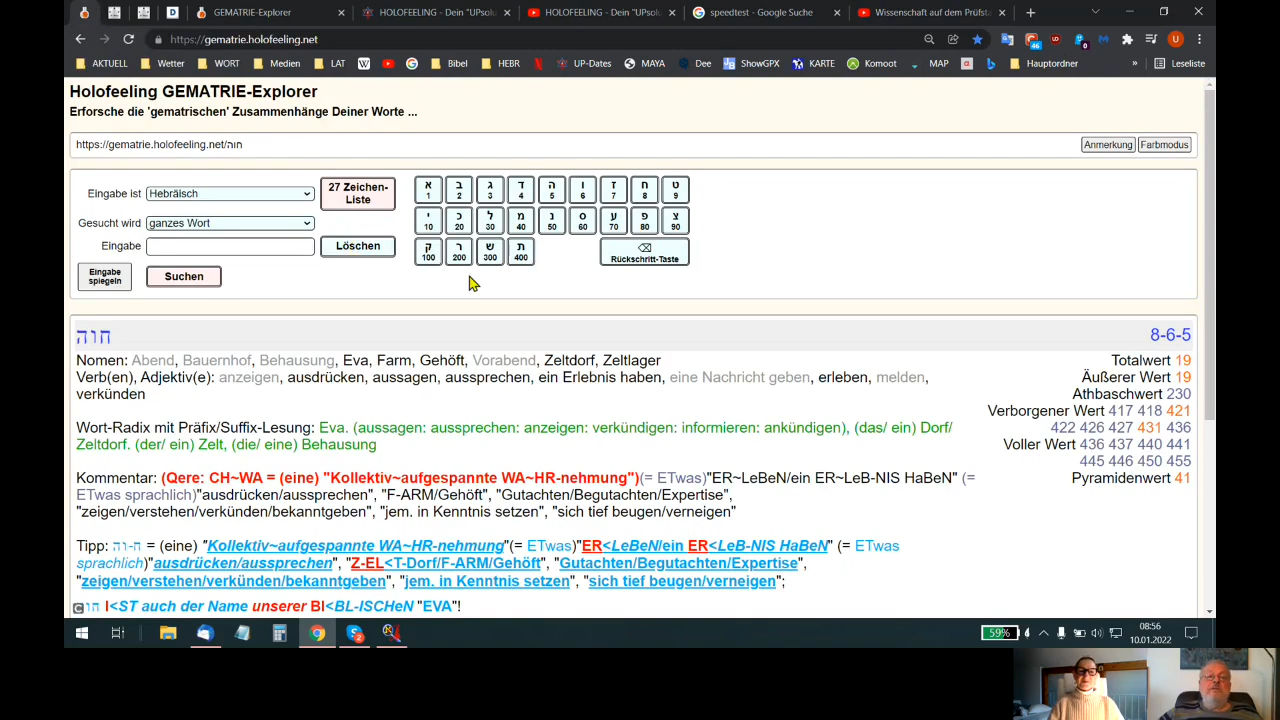 GEMATRIE-Explorer
HOLOFEELING - Dein "UPsol
HOLOFEELING - Dein "UPsol
speedtest - Google Suche
Wissenschaft auf dem Prüfsta
https://gematrie.holofeeling.net
AKTUELL Wetter WORT Medien LAT Bibel HEBR UP-Dates MAYA Dee ShowGPX KARTE Komoot MAP Hauptordner » Leseliste
Holofeeling GEMATRIE-Explorer
Erforsche die 'gematrischen' Zusammenhänge Deiner Worte ...
https://gematrie.holofeeling.net/חוה
Anmerkung Farbmodus
Eingabe ist Hebräisch
27 Zeichen-Liste
Gesucht wird ganzes Wort
Eingabe
Löschen
Eingabe spiegeln
Suchen
א ב ג ד ה ו ז ח ט
1 2 3 4 5 6 7 8 9
י כ ל מ נ ס ע פ צ
10 20 30 40 50 60 70 80 90
ק ר ש ת
100 200 300 400
Rückschritt-Taste
חוה 8-6-5
Nomen: Abend, Bauernhof, Behausung, Eva, Farm, Gehöft, Vorabend, Zeltdorf, Zeltlager
Verb(en), Adjektiv(e): anzeigen, ausdrücken, aussagen, aussprechen, ein Erlebnis haben, eine Nachricht geben, erleben, melden,
verkünden
Wort-Radix mit Präfix/Suffix-Lesung: Eva. (aussagen: aussprechen: anzeigen: verkündigen: informieren: ankündigen), (das/ ein) Dorf/
Zeltdorf. (der/ ein) Zelt, (die/ eine) Behausung
Kommentar: (Qere: CH~WA = (eine) "Kollektiv~aufgespannte WA~HR-nehmung")(= ETwas)"ER~LeBeN/ein ER~LeB-NIS HaBeN" (=
ETwas sprachlich)"ausdrücken/aussprechen", "F-ARM/Gehöft", "Gutachten/Begutachten/Expertise",
"zeigen/verstehen/verkünden/bekanntgeben", "jem. in Kenntnis setzen", "sich tief beugen/verneigen"
Tipp: ח-וה = (eine) "Kollektiv~aufgespannte WA~HR-nehmung"(= ETwas)"ER<LeBeN/ein ER<LeB-NIS HaBeN" (= ETwas
sprachlich)"ausdrücken/aussprechen", "Z-EL<T-Dorf/F-ARM/Gehöft", "Gutachten/Begutachten/Expertise",
"zeigen/verstehen/verkünden/bekanntgeben", "jem. in Kenntnis setzen", "sich tief beugen/verneigen";
חוה I<ST auch der Name unserer BI<BL-ISCHeN "EVA"!
Totalwert 19
Äußerer Wert 19
Athbaschwert 230
Verborgener Wert 417 418 421
422 426 427 431 436
Voller Wert 436 437 440 441
445 446 450 455
Pyramidenwert 41
59%
08:56
10.01.2022